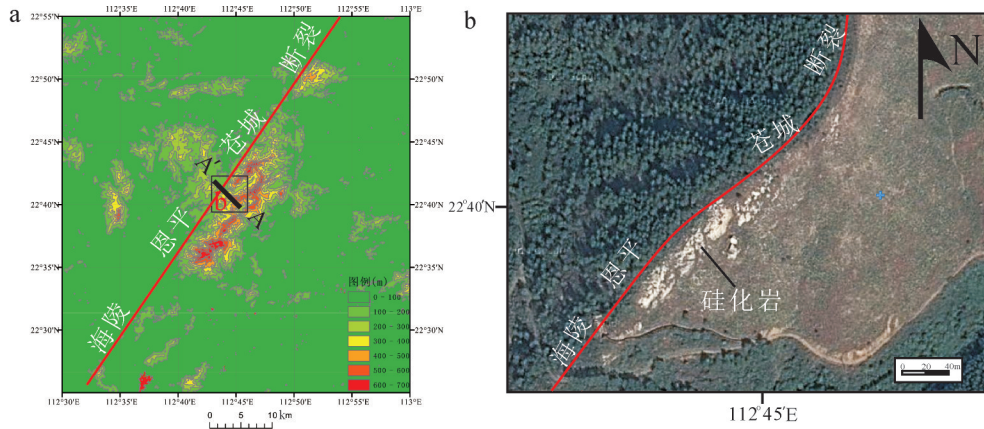 a
22°55′N
22°50′N
22°45′N
22°40′N
22°35′N
22°30′N
112°30′E
112°35′E
112°40′E
112°45′E
112°50′E
112°55′E
113°E
112°35′E
112°40′E
112°45′E
112°50′E
112°55′E
22°50′N
22°45′N
22°40′N
22°35′N
22°30′N
海陵
恩平
苍城
断裂
A′
b
A
图例(m)
0-100
100-200
200-300
300-400
400-500
500-600
600-700
0 5 10 km
b
22°40′N
112°45′E
海陵
恩平
苍城
断裂
硅化岩
N
0 20 40m